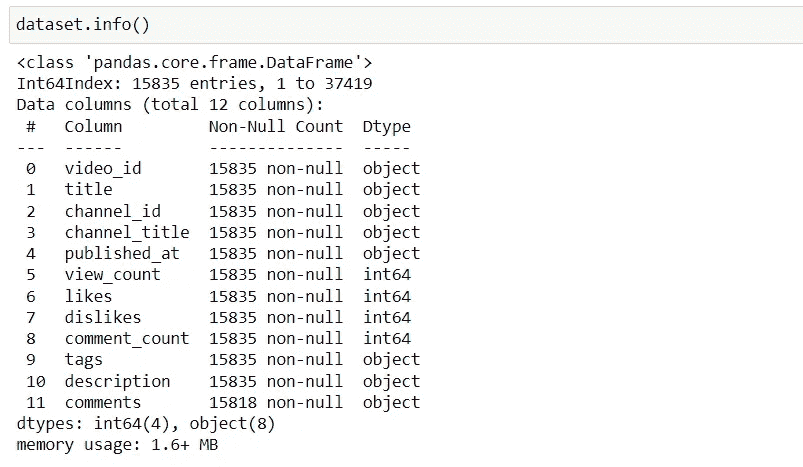 dataset.info()
<class 'pandas.core.frame.DataFrame'>
Int64Index: 15835 entries, 1 to 37419
Data columns (total 12 columns):
 #   Column         Non-Null Count  Dtype
---  ------         --------------  -----
 0   video_id       15835 non-null  object
 1   title          15835 non-null  object
 2   channel_id     15835 non-null  object
 3   channel_title  15835 non-null  object
 4   published_at   15835 non-null  object
 5   view_count     15835 non-null  int64
 6   likes          15835 non-null  int64
 7   dislikes       15835 non-null  int64
 8   comment_count  15835 non-null  int64
 9   tags           15835 non-null  object
 10  description    15835 non-null  object
 11  comments       15818 non-null  object
dtypes: int64(4), object(8)
memory usage: 1.6+ MB